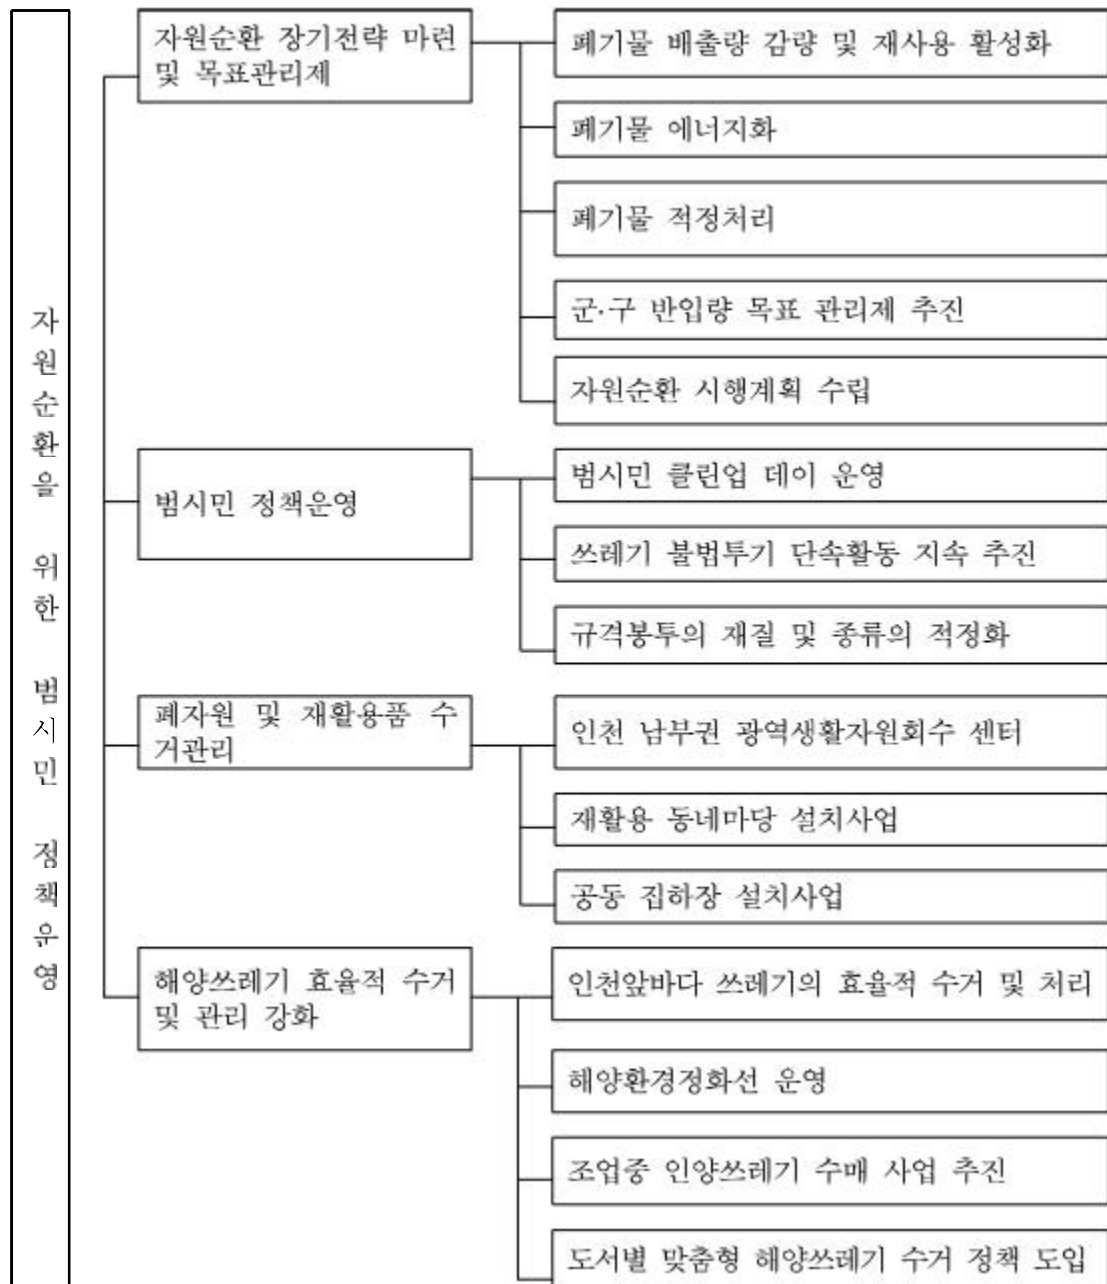 자원순환을 위한 범시민 정책운영
자원순환 장기전략 마련
및 목표관리제
폐기물 배출량 감량 및 재사용 활성화
폐기물 에너지화
폐기물 적정처리
군·구 반입량 목표 관리제 추진
자원순환 시행계획 수립
범시민 정책운영
범시민 클린업 데이 운영
쓰레기 불법투기 단속활동 지속 추진
규격봉투의 재질 및 종류의 적정화
폐자원 및 재활용품 수
거관리
인천 남부권 광역생활자원회수 센터
재활용 동네마당 설치사업
공동 집하장 설치사업
해양쓰레기 효율적 수거
및 관리 강화
인천앞바다 쓰레기의 효율적 수거 및 처리
해양환경정화선 운영
조업중 인양쓰레기 수매 사업 추진
도서별 맞춤형 해양쓰레기 수거 정책 도입